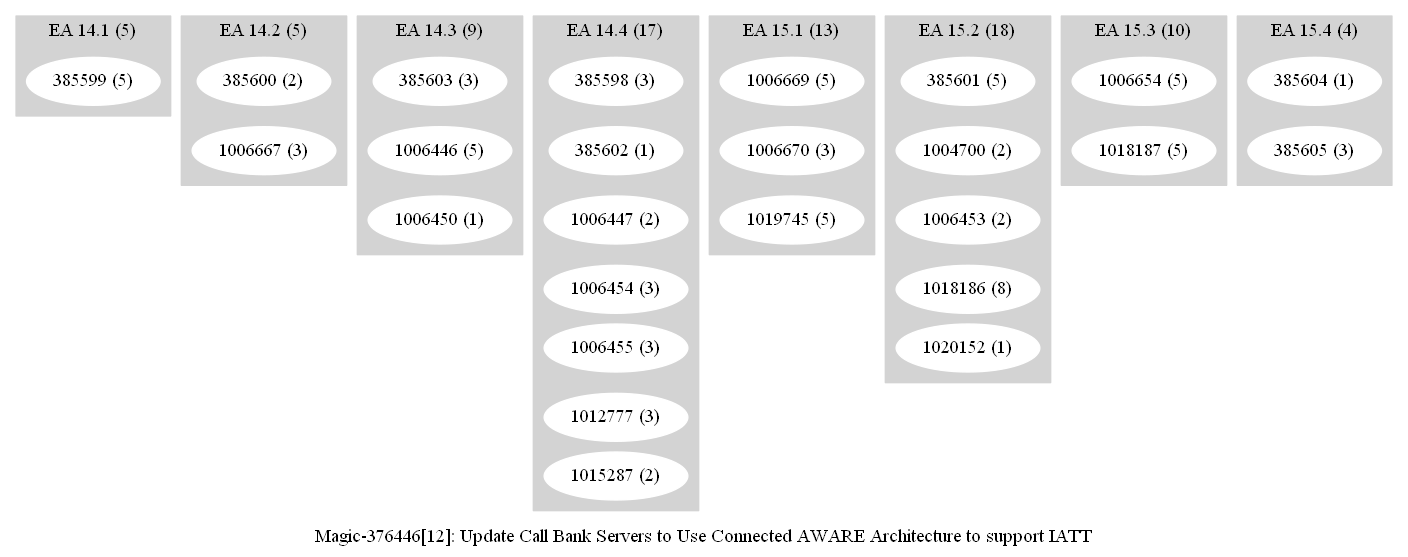 EA 14.1 (5)
385599 (5)
EA 14.2 (5)
385600 (2)
1006667 (3)
EA 14.3 (9)
385603 (3)
1006446 (5)
1006450 (1)
EA 14.4 (17)
385598 (3)
385602 (1)
1006447 (2)
1006454 (3)
1006455 (3)
1012777 (3)
1015287 (2)
EA 15.1 (13)
1006669 (5)
1006670 (3)
1019745 (5)
EA 15.2 (18)
385601 (5)
1004700 (2)
1006453 (2)
1018186 (8)
1020152 (1)
EA 15.3 (10)
1006654 (5)
1018187 (5)
EA 15.4 (4)
385604 (1)
385605 (3)
Magic-376446[12]: Update Call Bank Servers to Use Connected AWARE Architecture to support IATT